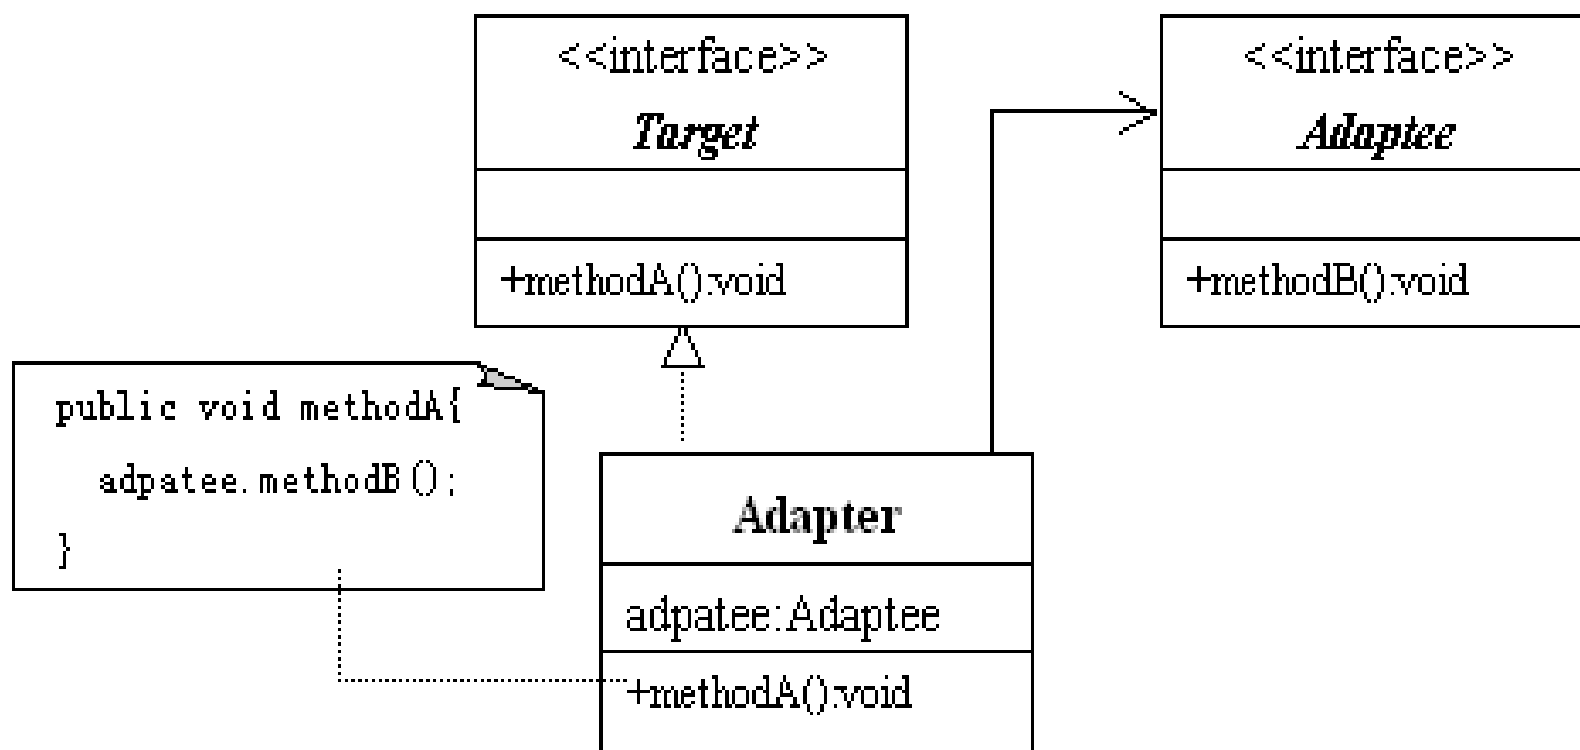 <<interface>>
Target
+methodA():void
<<interface>>
Adaptee
+methodB():void
public void methodA{
adpatee.methodB();
}
Adapter
adpatee:Adaptee
+methodA():void